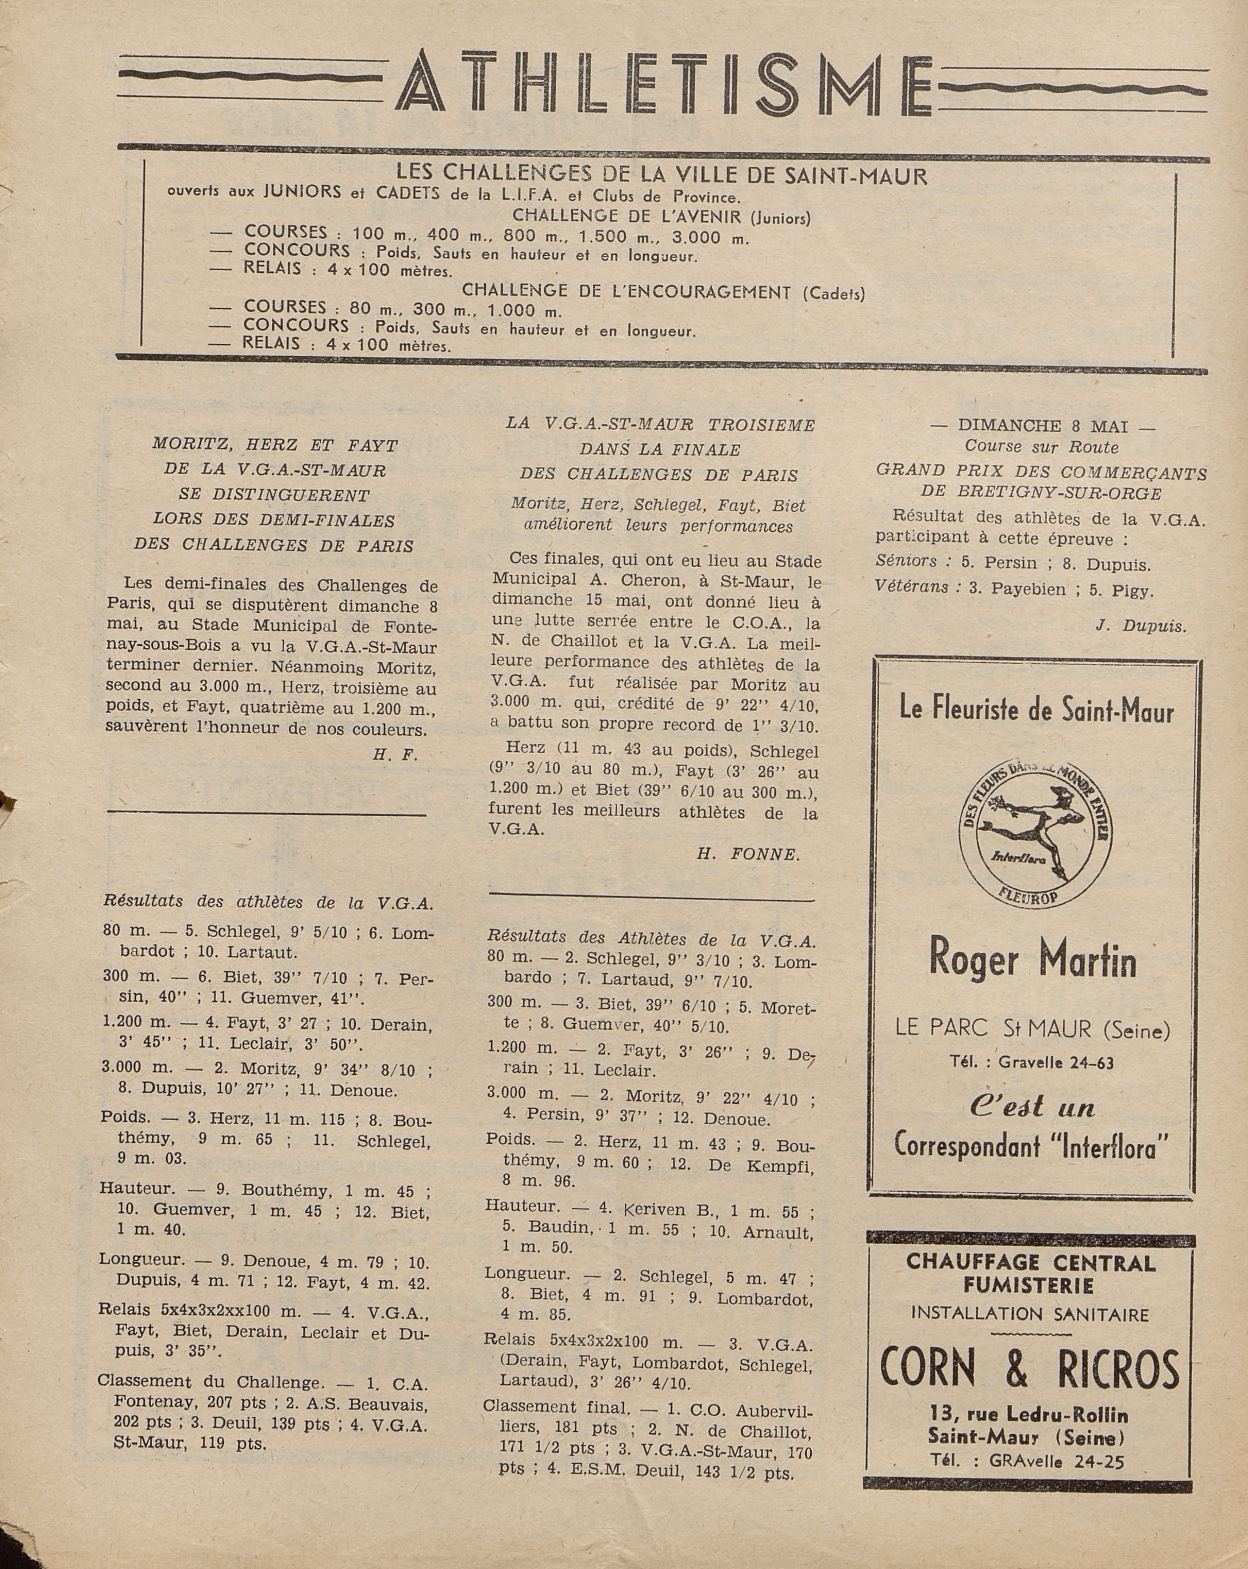 ATHLETISME
LES CHALLENGES DE LA VILLE DE SAINT-MAUR
ouverts aux JUNIORS et CADETS de la L.I.F.A. et Clubs de Province.
CHALLENGE DE L'AVENIR (Juniors)
— COURSES : 100 m., 400 m., 800 m., 1.500 m., 3.000 m.
— CONCOURS : Poids, Sauts en hauteur et en longueur.
— RELAIS : 4 x 100 mètres.
CHALLENGE DE L'ENCOURAGEMENT (Cadets)
— COURSES : 80 m., 300 m., 1.000 m.
— CONCOURS : Poids, Sauts en hauteur et en longueur.
— RELAIS : 4 x 100 mètres.
MORITZ, HERZ ET FAYT
DE LA V.G.A.-ST-MAUR
SE DISTINGUERENT
LORS DES DEMI-FINALES
DES CHALLENGES DE PARIS
Les demi-finales des Challenges de
Paris, qui se disputèrent dimanche 8
mai, au Stade Municipal de Fonte-
nay-sous-Bois a vu la V.G.A.-St-Maur
terminer dernier. Néanmoins Moritz,
second au 3.000 m., Herz, troisième au
poids, et Fayt, quatrième au 1.200 m.,
sauvèrent l'honneur de nos couleurs.
H. F.
Résultats des athlètes de la V.G.A.
80 m. — 5. Schlegel, 9' 5/10 ; 6. Lom-
bardot ; 10. Lartaut.
300 m. — 6. Biet, 39'' 7/10 ; 7. Per-
sin, 40'' ; 11. Guemver, 41''.
1.200 m. — 4. Fayt, 3' 27 ; 10. Derain,
3' 45'' ; 11. Leclair, 3' 50''.
3.000 m. — 2. Moritz, 9' 34'' 8/10 ;
8. Dupuis, 10' 27'' ; 11. Denoue.
Poids. — 3. Herz, 11 m. 115 ; 8. Bou-
thémy, 9 m. 65 ; 11. Schlegel,
9 m. 03.
Hauteur. — 9. Bouthémy, 1 m. 45 ;
10. Guemver, 1 m. 45 ; 12. Biet,
1 m. 40.
Longueur. — 9. Denoue, 4 m. 79 ; 10.
Dupuis, 4 m. 71 ; 12. Fayt, 4 m. 42.
Relais 5x4x3x2xx100 m. — 4. V.G.A.,
Fayt, Biet, Derain, Leclair et Du-
puis, 3' 35''.
Classement du Challenge. — 1. C.A.
Fontenay, 207 pts ; 2. A.S. Beauvais,
202 pts ; 3. Deuil, 139 pts ; 4. V.G.A.
St-Maur, 119 pts.
LA V.G.A.-ST-MAUR TROISIEME
DANS LA FINALE
DES CHALLENGES DE PARIS
Moritz, Herz, Schlegel, Fayt, Biet
améliorent leurs performances
Ces finales, qui ont eu lieu au Stade
Municipal A. Cheron, à St-Maur, le
dimanche 15 mai, ont donné lieu à
une lutte serrée entre le C.O.A., la
N. de Chaillot et la V.G.A. La meil-
leure performance des athlètes de la
V.G.A. fut réalisée par Moritz au
3.000 m. qui, crédité de 9' 22'' 4/10,
a battu son propre record de 1'' 3/10.
Herz (11 m. 43 au poids), Schlegel
(9'' 3/10 au 80 m.), Fayt (3' 26'' au
1.200 m.) et Biet (39'' 6/10 au 300 m.),
furent les meilleurs athlètes de la
V.G.A.
H. FONNE.
Résultats des Athlètes de la V.G.A.
80 m. — 2. Schlegel, 9'' 3/10 ; 3. Lom-
bardo ; 7. Lartaud, 9'' 7/10.
300 m. — 3. Biet, 39'' 6/10 ; 5. Moret-
te ; 8. Guemver, 40'' 5/10.
1.200 m. — 2. Fayt, 3' 26'' ; 9. De-
rain ; 11. Leclair.
3.000 m. — 2. Moritz, 9' 22'' 4/10 ;
4. Persin, 9' 37'' ; 12. Denoue.
Poids. — 2. Herz, 11 m. 43 ; 9. Bou-
thémy, 9 m. 60 ; 12. De Kempfi,
8 m. 96.
Hauteur. — 4. Keriven B., 1 m. 55 ;
5. Baudin, 1 m. 55 ; 10. Arnault,
1 m. 50.
Longueur. — 2. Schlegel, 5 m. 47 ;
8. Biet, 4 m. 91 ; 9. Lombardot,
4 m. 85.
Relais 5x4x3x2x100 m. — 3. V.G.A.
(Derain, Fayt, Lombardot, Schlegel,
Lartaud), 3' 26'' 4/10.
Classement final. — 1. C.O. Aubervil-
liers, 181 pts ; 2. N. de Chaillot,
171 1/2 pts ; 3. V.G.A.-St-Maur, 170
pts ; 4. E.S.M. Deuil, 143 1/2 pts.
— DIMANCHE 8 MAI —
Course sur Route
GRAND PRIX DES COMMERÇANTS
DE BRETIGNY-SUR-ORGE
Résultat des athlètes de la V.G.A.
participant à cette épreuve :
Séniors : 5. Persin ; 8. Dupuis.
Vétérans : 3. Payebien ; 5. Pigy.
J. Dupuis.
Le Fleuriste de Saint-Maur
DES FLEURS DANS LE MONDE ENTIER
Interflora
FLEUROP
Roger Martin
LE PARC St MAUR (Seine)
Tél. : Gravelle 24-63
C'est un
Correspondant "Interflora"
CHAUFFAGE CENTRAL
FUMISTERIE
INSTALLATION SANITAIRE
CORN & RICROS
13, rue Ledru-Rollin
Saint-Maur (Seine)
Tél. : GRAvelle 24-25